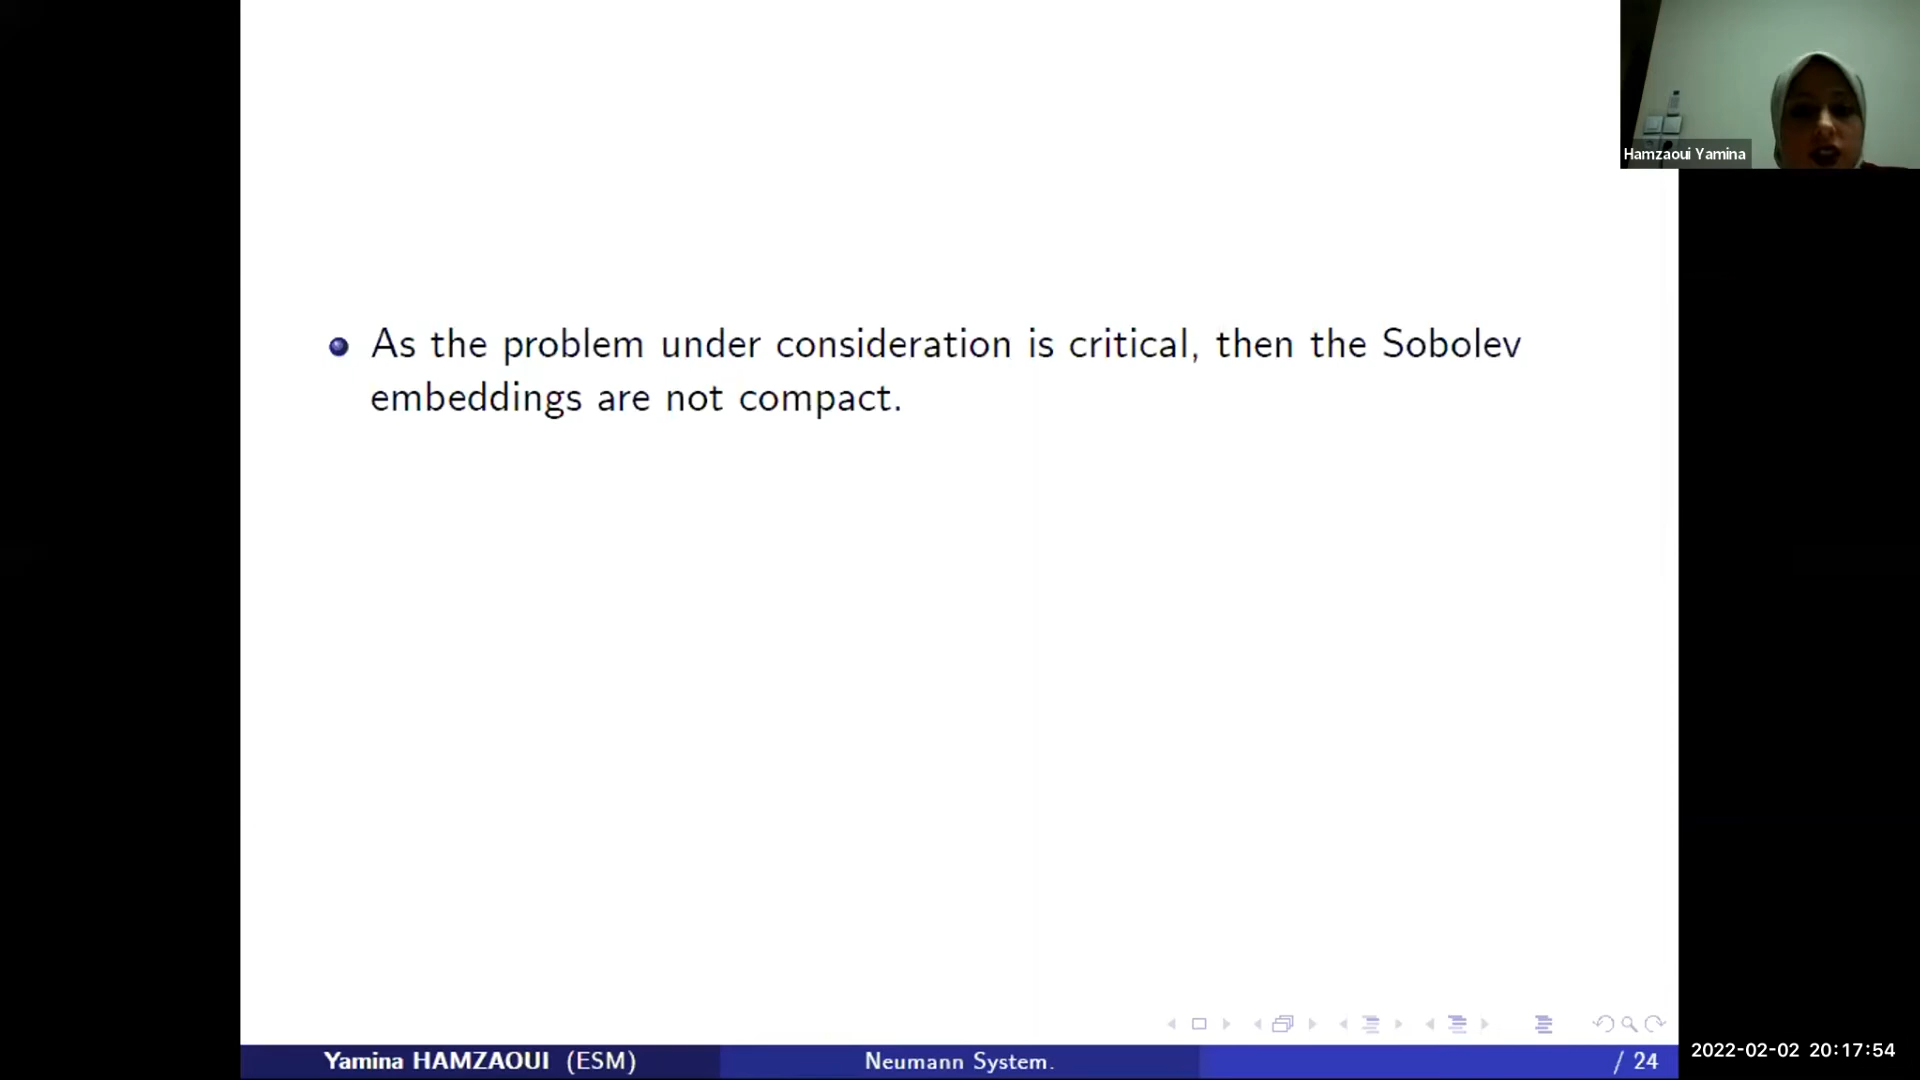 Hamzaoui Yamina
As the problem under consideration is critical, then the Sobolev
embeddings are not compact.
Yamina HAMZAOUI (ESM)
Neumann System.
/ 24
2022-02-02 20:17:54